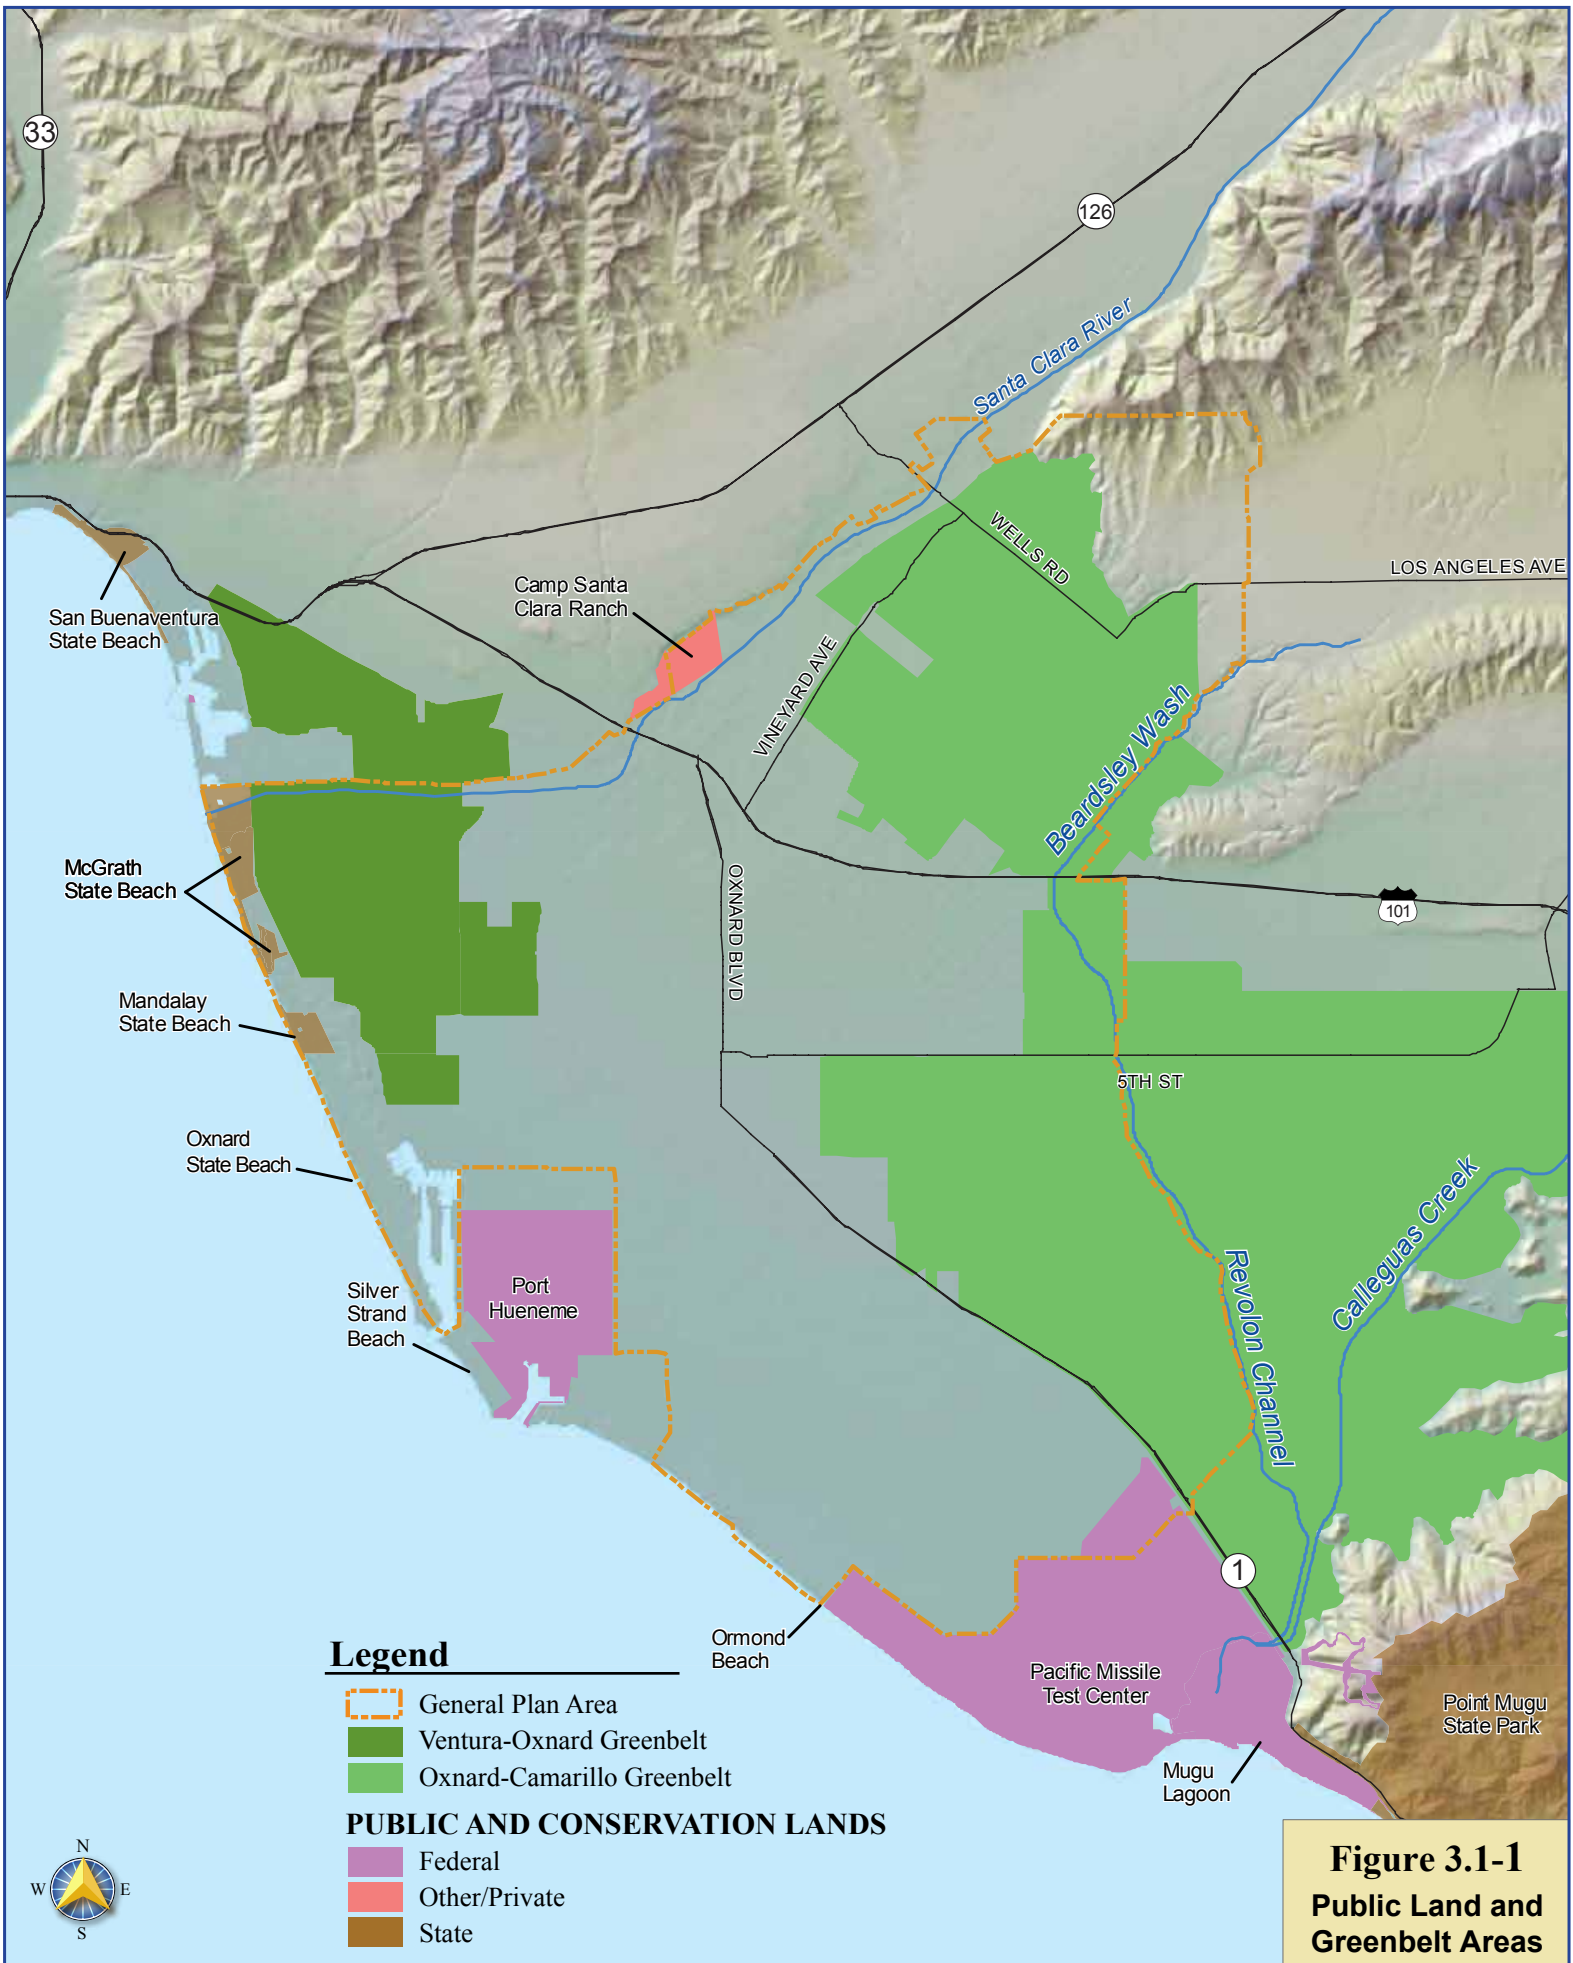 33
126
Santa Clara River
WELLS RD
LOS ANGELES AVE
San Buenaventura
State Beach
Camp Santa
Clara Ranch
VINEYARD AVE
Beardsley Wash
McGrath
State Beach
OXNARD BLVD
101
Mandalay
State Beach
5TH ST
Oxnard
State Beach
Calleguas Creek
Silver
Strand
Beach
Port
Hueneme
Revolon Channel
1
Ormond
Beach
Pacific Missile
Test Center
Point Mugu
State Park
Mugu
Lagoon
Legend
General Plan Area
Ventura-Oxnard Greenbelt
Oxnard-Camarillo Greenbelt
PUBLIC AND CONSERVATION LANDS
Federal
Other/Private
State
N
W E
S
Figure 3.1-1
Public Land and
Greenbelt Areas